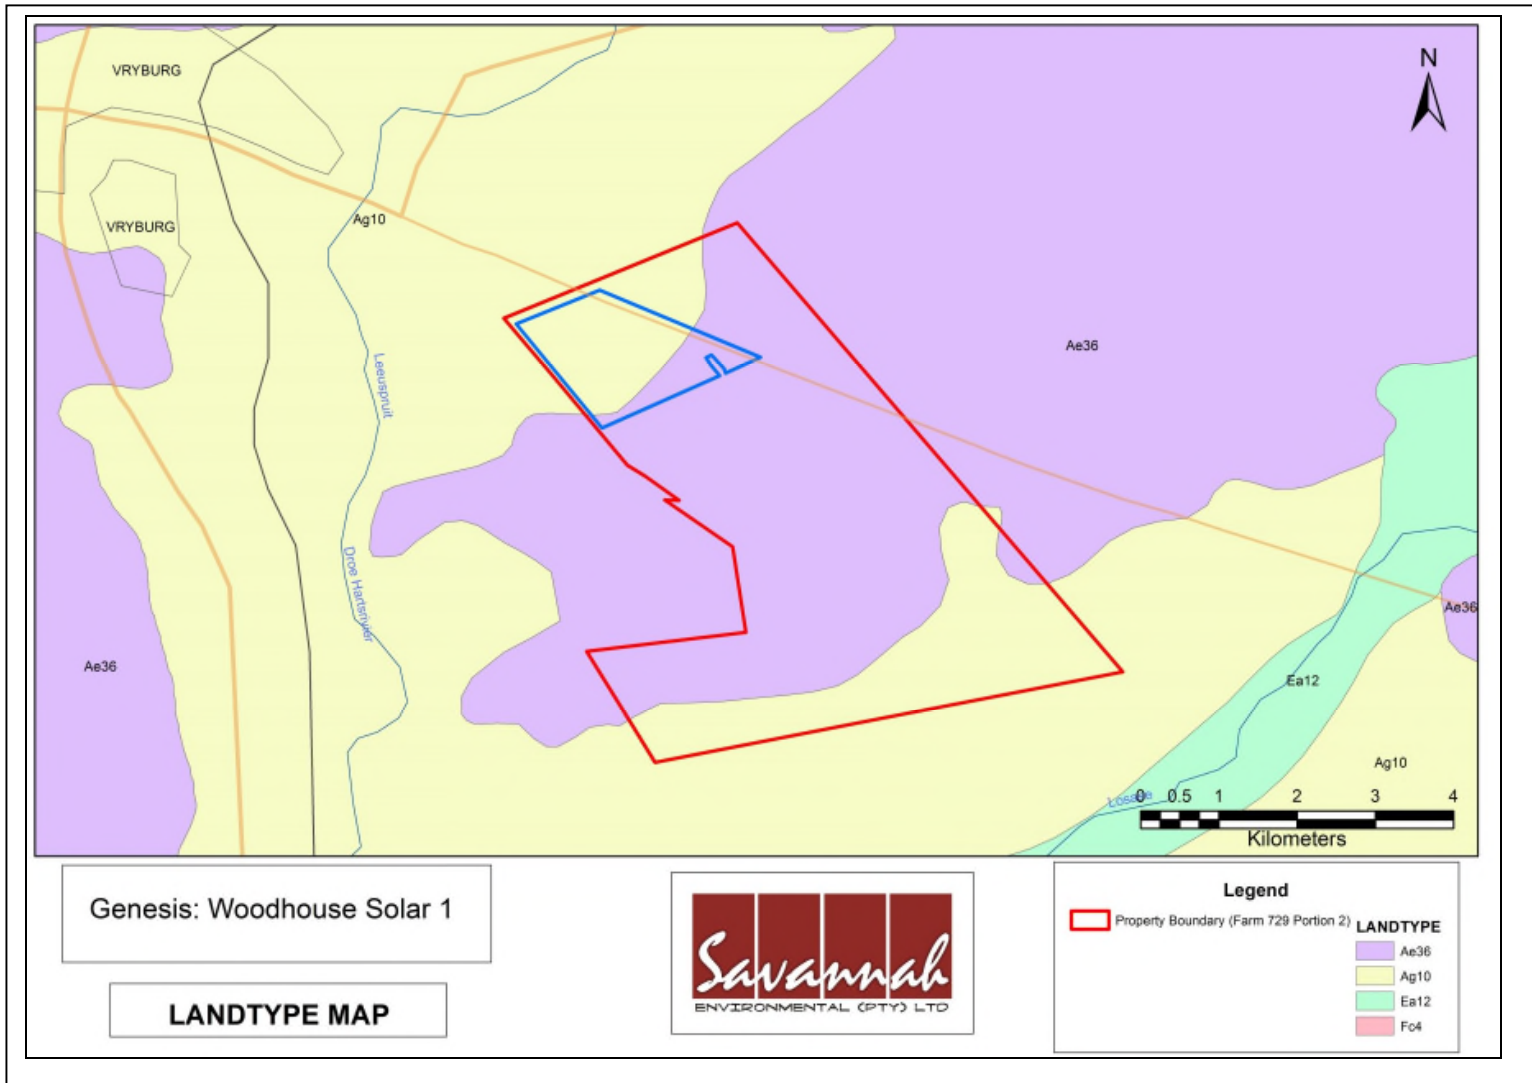 VRYBURG
N
VRYBURG
Ag10
Ae36
Leeuspruit
Droe Hartsrivier
Ae36
Ae36
Ea12
Ag10
Losase
0 0.5 1 2 3 4
Kilometers
Genesis: Woodhouse Solar 1
LANDTYPE MAP
Savannah
ENVIRONMENTAL (PTY) LTD
Legend
Property Boundary (Farm 729 Portion 2)
LANDTYPE
Ae36
Ag10
Ea12
Fc4